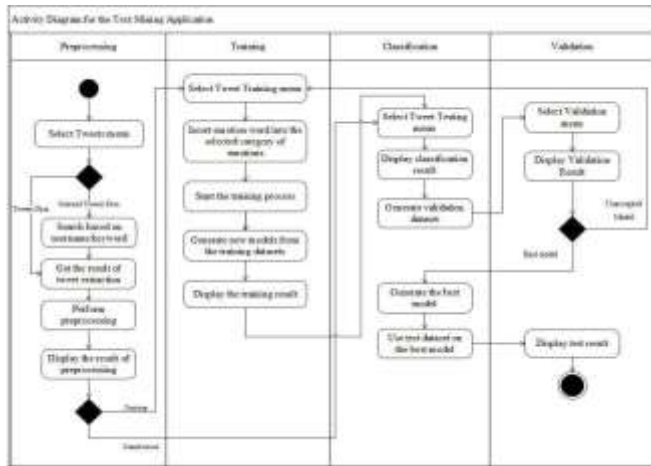 Activity Diagram for the Text Mining Application
Preprocessing
Training
Classification
Validation
Select Tweets menu
Search based on
username/keyword
Get the result of
tweet extraction
Perform
preprocessing
Display the result of
preprocessing
Training
Select Tweet Training menu
Insert emotion word into the
selected category of
emotions
Start the training process
Generate new models from
the training datasets
Display the training result
Select Tweet Testing
menu
Display classification
result
Generate validation
datasets
Generate the best
model
Use test dataset on
the best model
Select Validation
menu
Display Validation
Result
Best model
Display test result